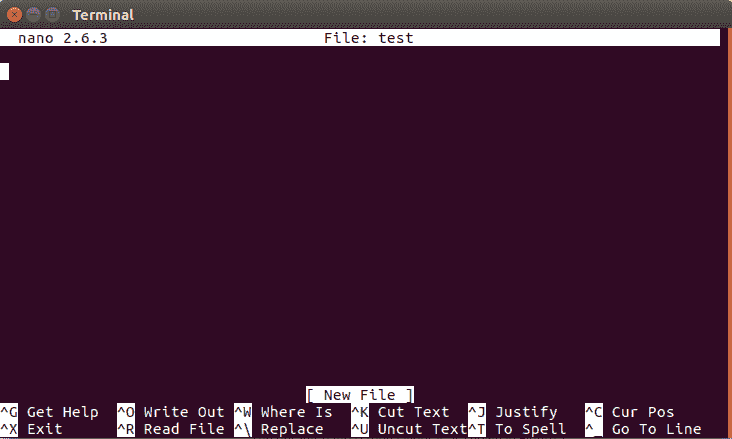 Terminal
nano 2.6.3 File: test
[ New File ]
^G Get Help ^O Write Out ^W Where Is ^K Cut Text ^J Justify ^C Cur Pos
^X Exit ^R Read File ^\ Replace ^U Uncut Text ^T To Spell ^_ Go To Line